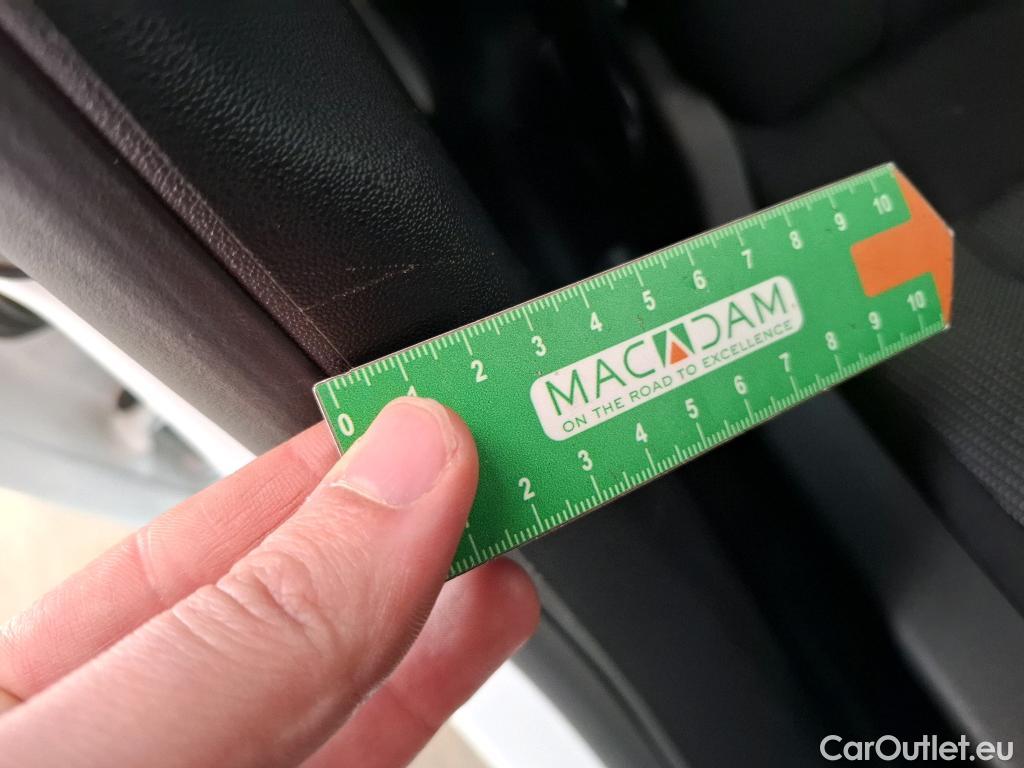 0 1 2 3 4 5 6 7 8 9 10
MACADAM
ON THE ROAD TO EXCELLENCE
2 3 4 5 6 7 8 9 10
CarOutlet.eu